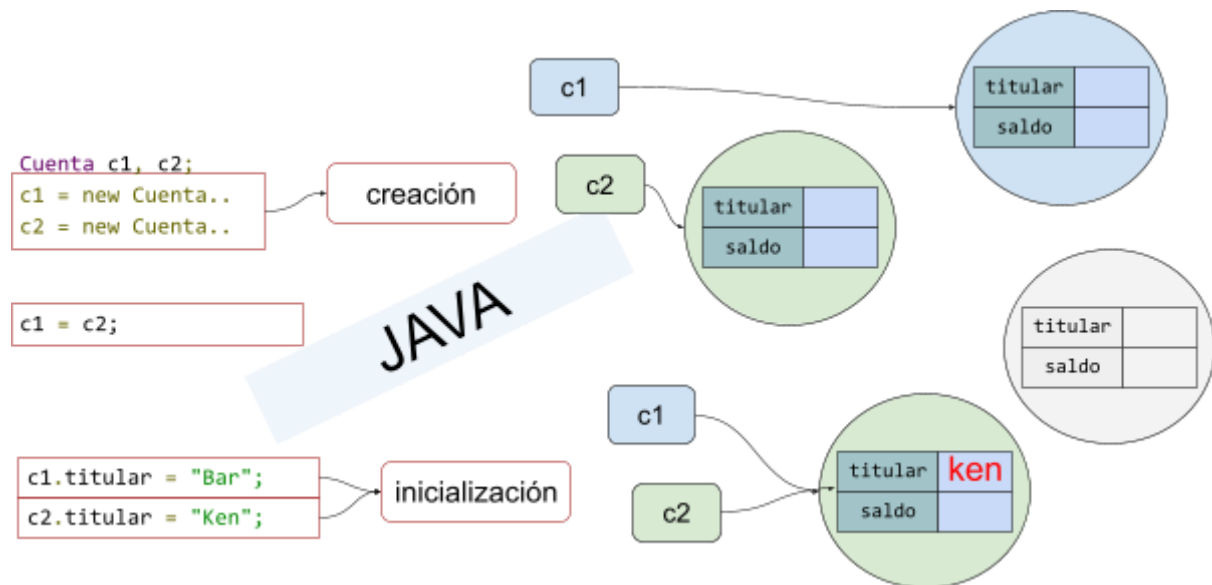 Cuenta c1, c2;
c1 = new Cuenta..
c2 = new Cuenta..
creación
c1 = c2;
c1.titular = "Bar";
c2.titular = "Ken";
inicialización
JAVA
c1
titular
saldo
c2
titular
saldo
titular
saldo
c1
c2
titular ken
saldo